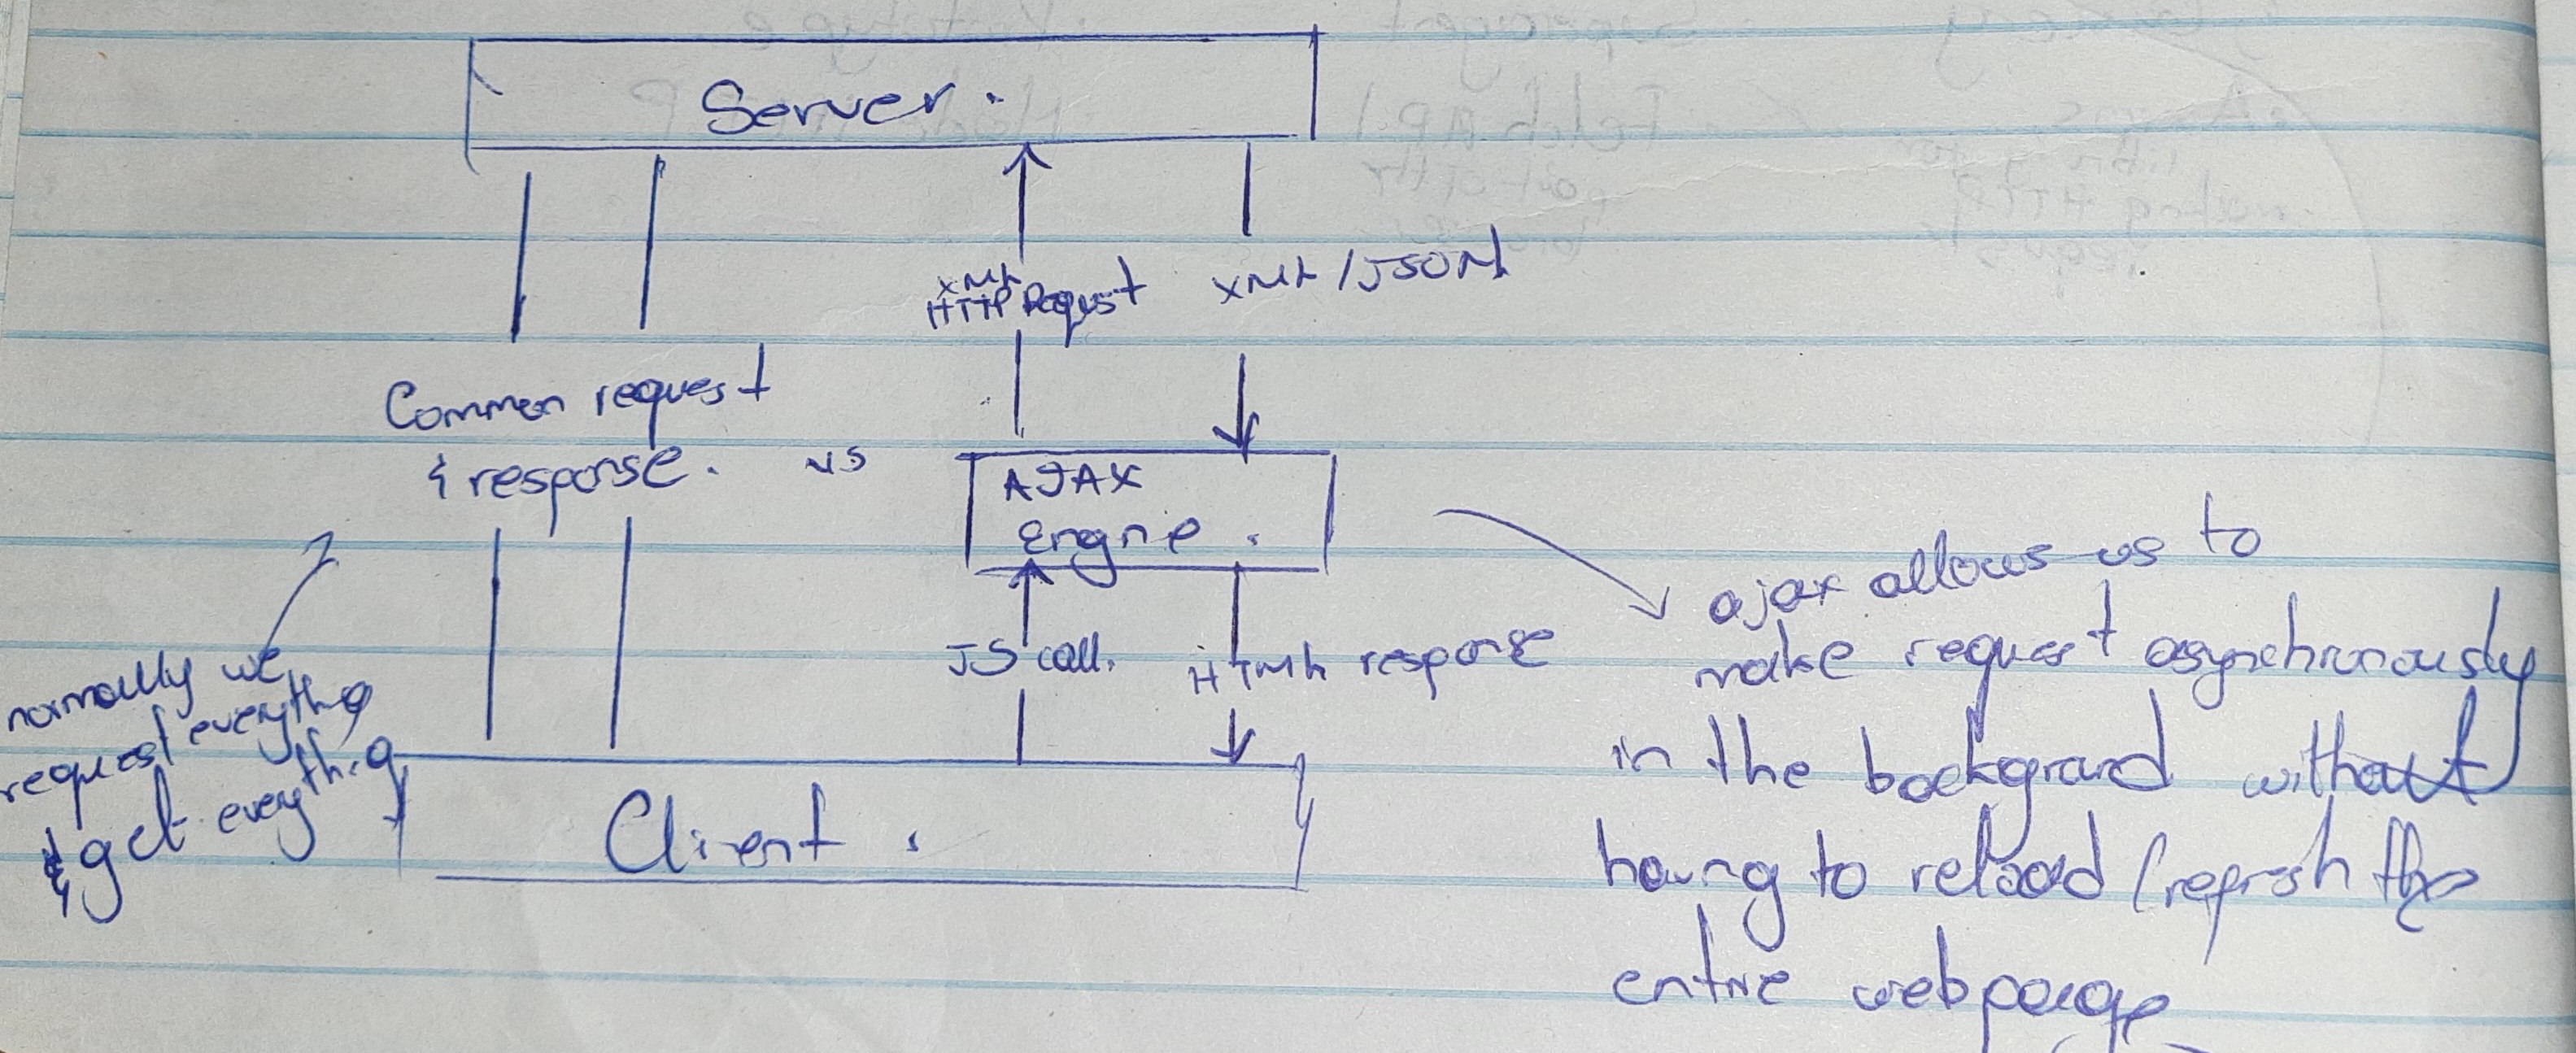 Server.
XML
HTTP Request
XML / JSON
Common request
& response.
vs
AJAX
Engine.
JS call.
HTML response
normally we
request everything
& get everything
Client.
ajax allows us to
make request asynchronously
in the background without
having to reload / refresh the
entire webpage